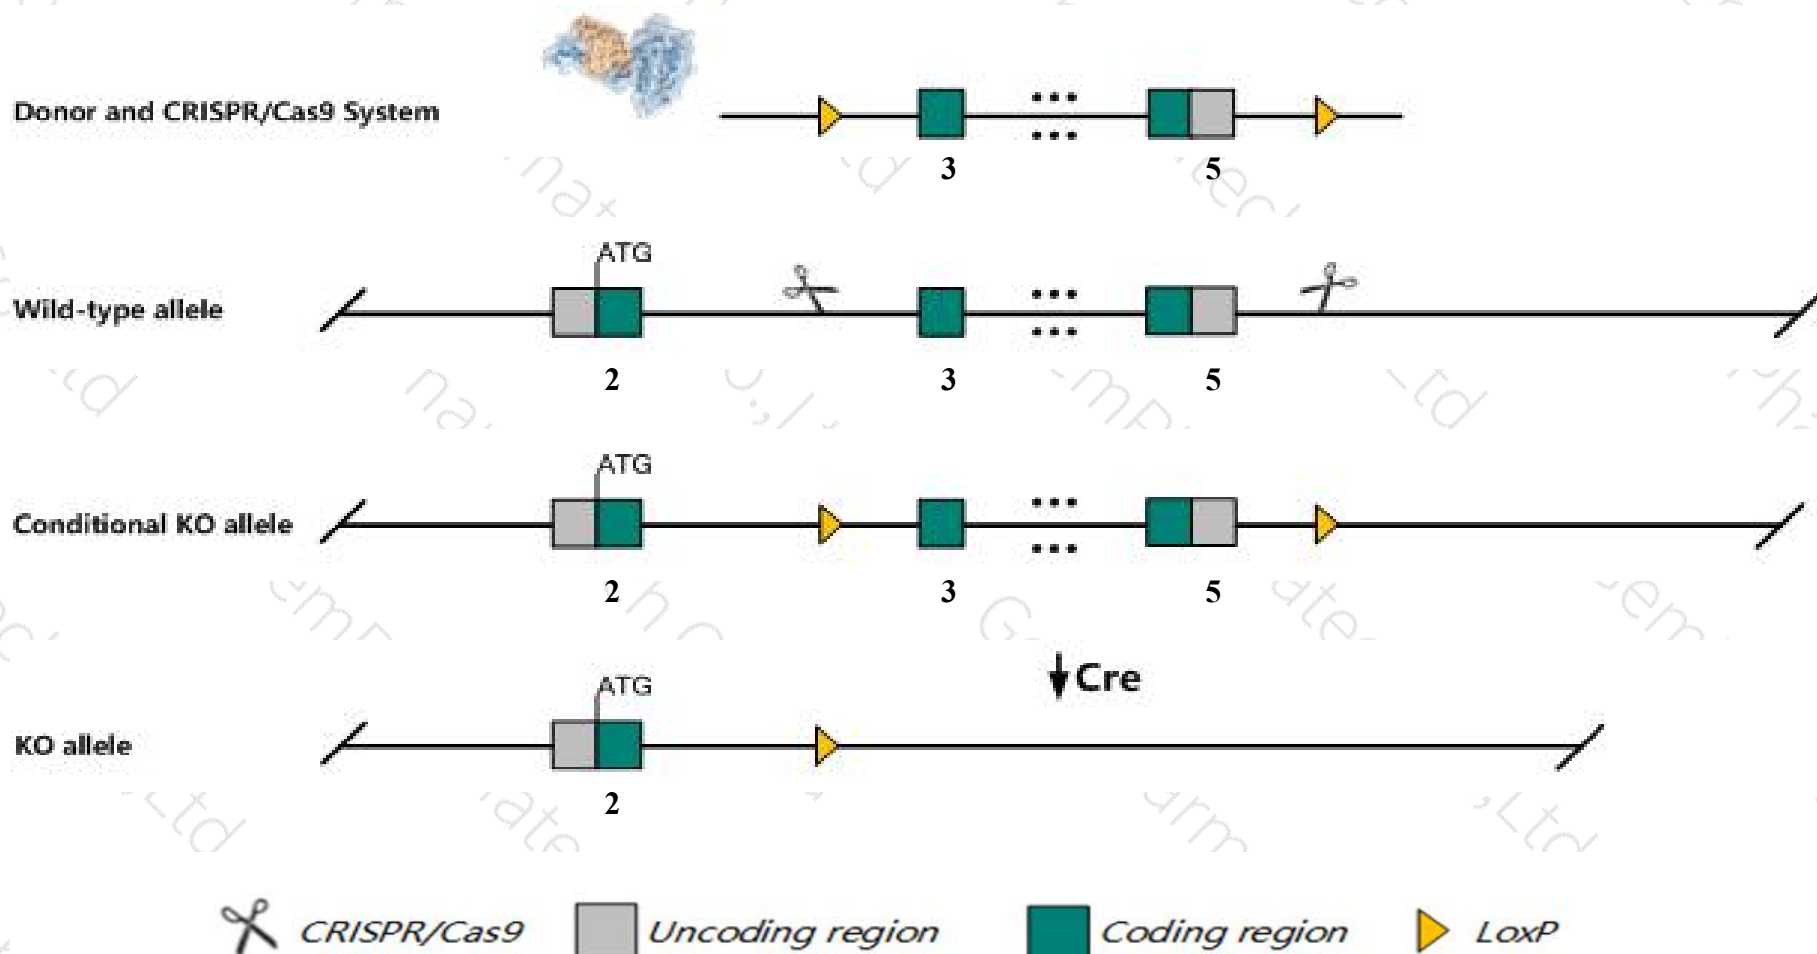 Donor and CRISPR/Cas9 System
3 5
ATG
Wild-type allele
2 3 5
ATG
Conditional KO allele
2 3 5
Cre
ATG
KO allele
2
CRISPR/Cas9 Uncoding region Coding region LoxP